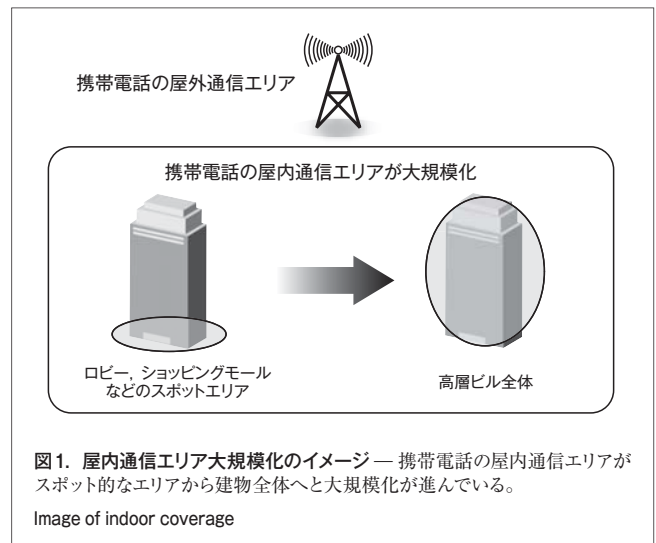 携帯電話の屋外通信エリア
携帯電話の屋内通信エリアが大規模化
ロビー，ショッピングモール
などのスポットエリア
高層ビル全体
図1. 屋内通信エリア大規模化のイメージ — 携帯電話の屋内通信エリアが
スポット的なエリアから建物全体へと大規模化が進んでいる。
Image of indoor coverage